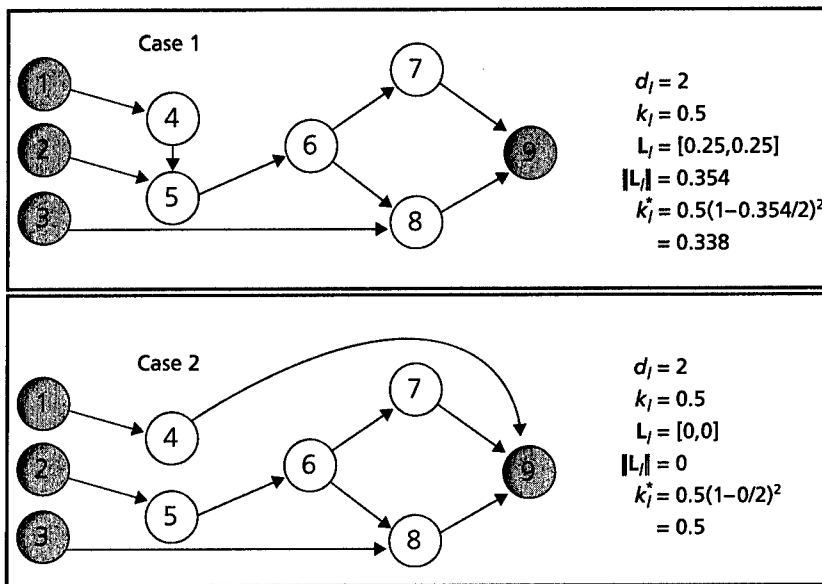 Case 1
1
2
3
4
5
6
7
8
9
d_l = 2
k_l = 0.5
L_l = [0.25,0.25]
‖L_l‖ = 0.354
k_l^* = 0.5(1–0.354/2)²
= 0.338
Case 2
1
2
3
4
5
6
7
8
9
d_l = 2
k_l = 0.5
L_l = [0,0]
‖L_l‖ = 0
k_l^* = 0.5(1–0/2)²
= 0.5